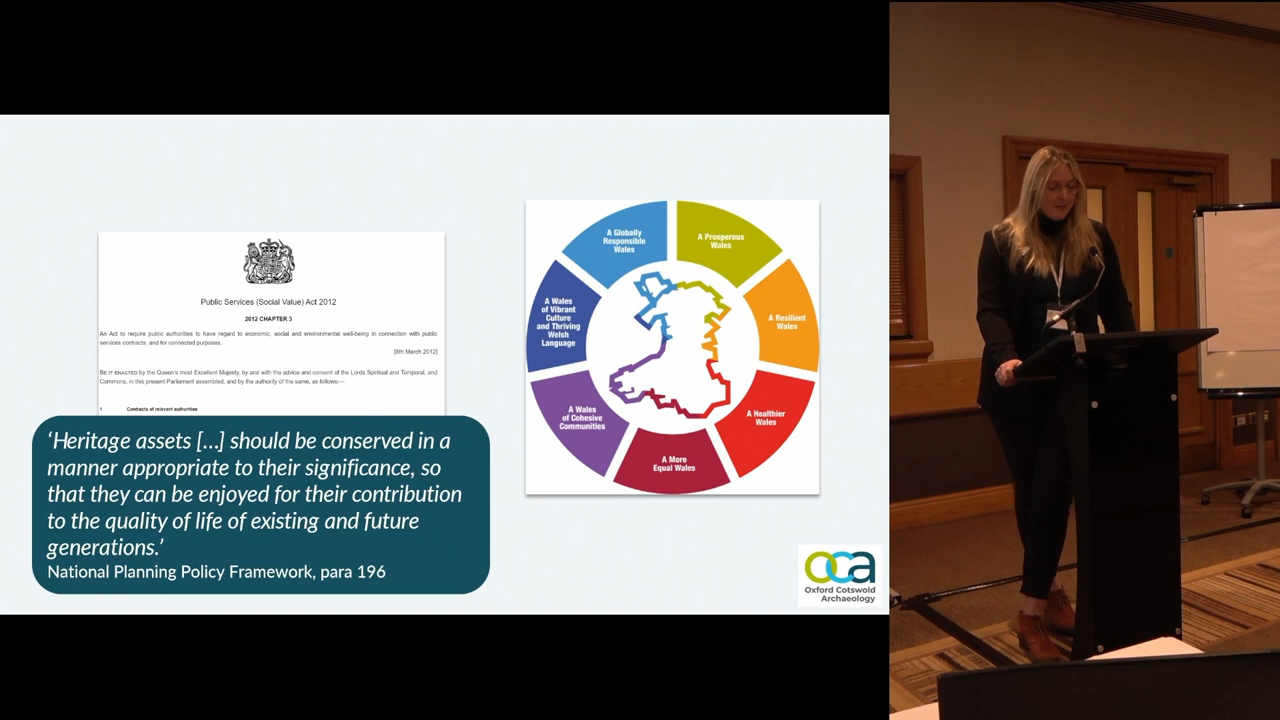 Public Services (Social Value) Act 2012
2012 CHAPTER 3
An Act to require public authorities to have regard to economic, social and environmental well-being in connection with public
services contracts; and for connected purposes.
[8th March 2012]
BE IT ENACTED by the Queen's most Excellent Majesty, by and with the advice and consent of the Lords Spiritual and Temporal, and
Commons, in this present Parliament assembled, and by the authority of the same, as follows:—
1 Contracts of relevant authorities
‘Heritage assets [...] should be conserved in a
manner appropriate to their significance, so
that they can be enjoyed for their contribution
to the quality of life of existing and future
generations.’
National Planning Policy Framework, para 196
A Globally
Responsible
Wales
A Prosperous
Wales
A Resilient
Wales
A Healthier
Wales
A More
Equal Wales
A Wales
of Cohesive
Communities
A Wales
of Vibrant
Culture
and Thriving
Welsh
Language
oca
Oxford Cotswold
Archaeology